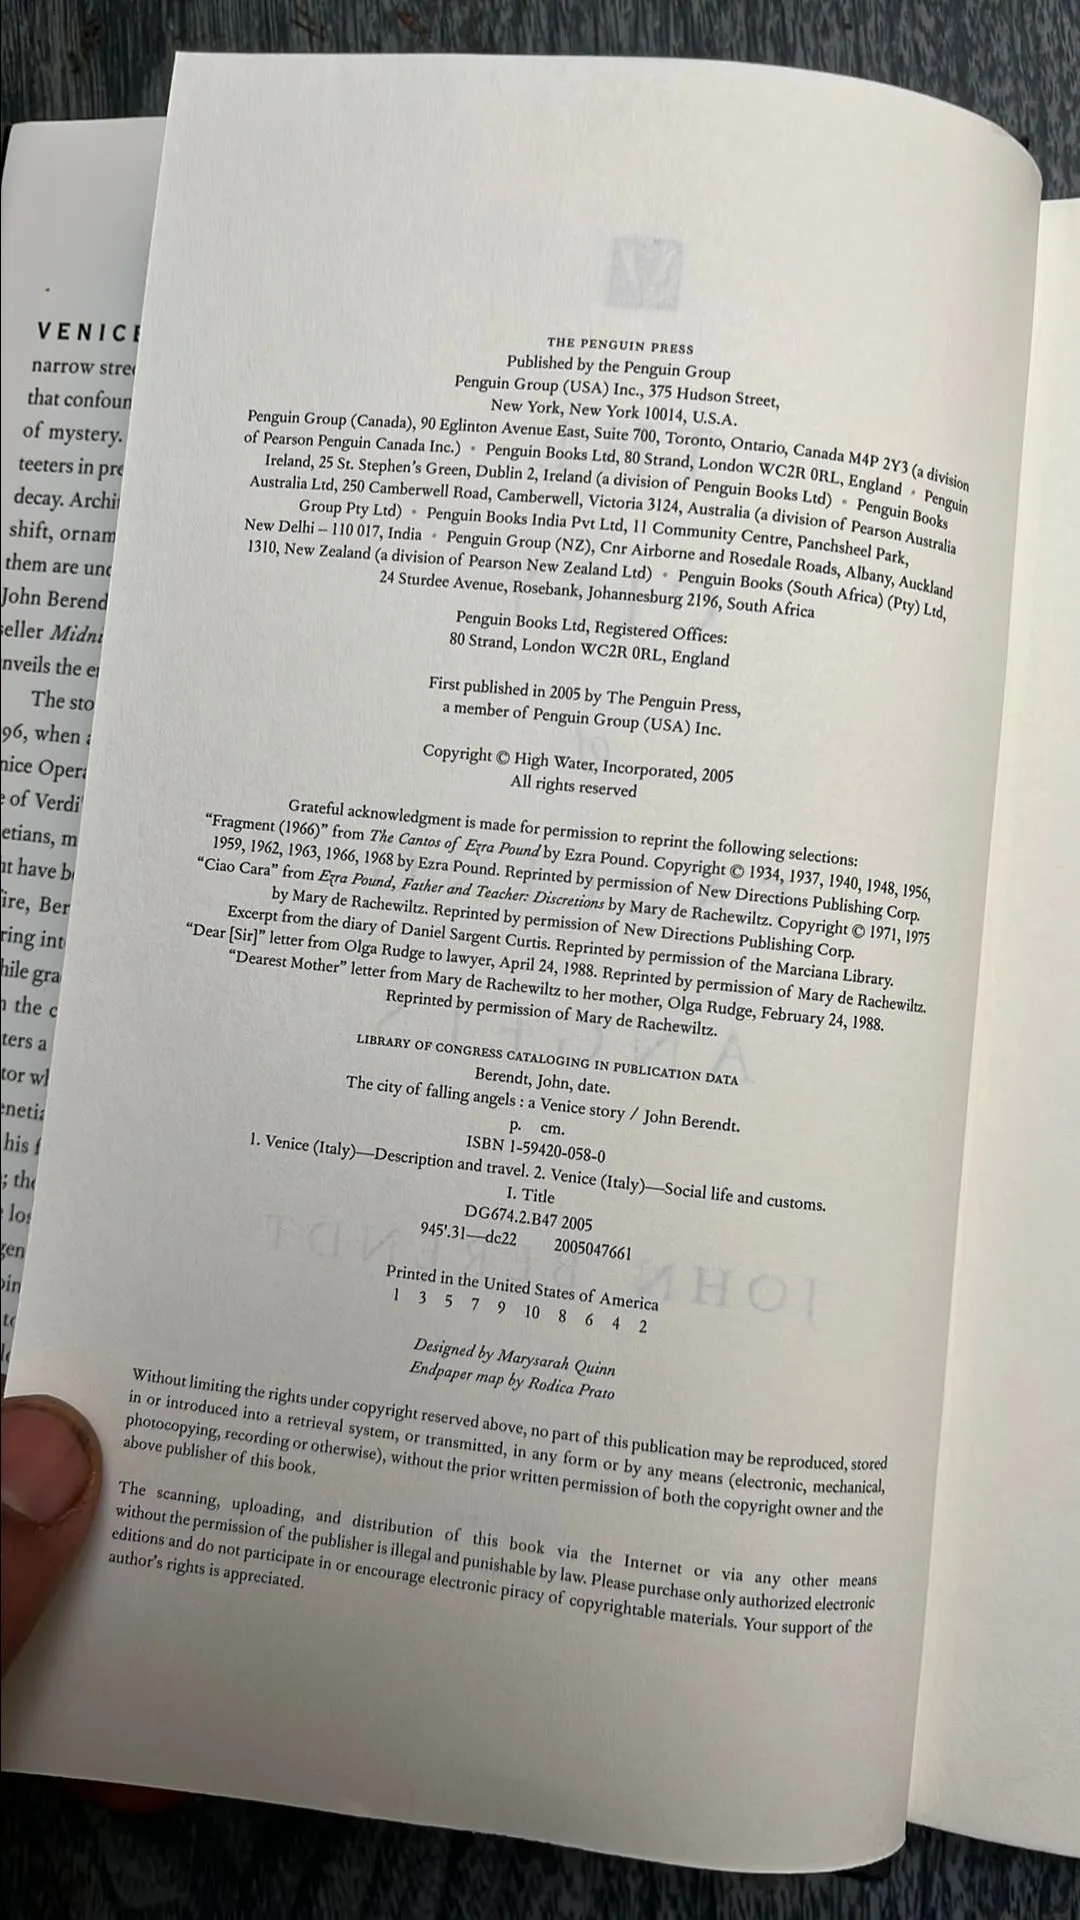 VENICE
narrow
that
of mystery.
teeters in
decay.
shift,
them are
John Berend
Midn
the
The sto
96, when
of Verdi
have
Ber
the
his
THE PENGUIN PRESS
Published by the Penguin Group
Penguin Group (USA) Inc., 375 Hudson Street,
New York, New York 10014, U.S.A.
Penguin Group (Canada), 90 Eglinton Avenue East, Suite 700, Toronto, Ontario, Canada M4P 2Y3 (a division
of Pearson Penguin Canada Inc.) • Penguin Books Ltd, 80 Strand, London WC2R 0RL, England • Penguin
Ireland, 25 St. Stephen's Green, Dublin 2, Ireland (a division of Penguin Books Ltd) • Penguin Books
Australia Ltd, 250 Camberwell Road, Camberwell, Victoria 3124, Australia (a division of Pearson Australia
Group Pty Ltd) • Penguin Books India Pvt Ltd, 11 Community Centre, Panchsheel Park,
New Delhi – 110 017, India • Penguin Group (NZ), Cnr Airborne and Rosedale Roads, Albany, Auckland
1310, New Zealand (a division of Pearson New Zealand Ltd) • Penguin Books (South Africa) (Pty) Ltd,
24 Sturdee Avenue, Rosebank, Johannesburg 2196, South Africa
Penguin Books Ltd, Registered Offices:
80 Strand, London WC2R 0RL, England
First published in 2005 by The Penguin Press,
a member of Penguin Group (USA) Inc.
Copyright © High Water, Incorporated, 2005
All rights reserved
Grateful acknowledgment is made for permission to reprint the following selections:
“Fragment (1966)” from The Cantos of Ezra Pound by Ezra Pound. Copyright © 1934, 1937, 1940, 1948, 1956,
1959, 1962, 1963, 1966, 1968 by Ezra Pound. Reprinted by permission of New Directions Publishing Corp.
“Ciao Cara” from Ezra Pound, Father and Teacher: Discretions by Mary de Rachewiltz. Copyright © 1971, 1975
by Mary de Rachewiltz. Reprinted by permission of New Directions Publishing Corp.
Excerpt from the diary of Daniel Sargent Curtis. Reprinted by permission of the Marciana Library.
“Dear [Sir]” letter from Olga Rudge to lawyer, April 24, 1988. Reprinted by permission of Mary de Rachewiltz.
“Dearest Mother” letter from Mary de Rachewiltz to her mother, Olga Rudge, February 24, 1988.
Reprinted by permission of Mary de Rachewiltz.
LIBRARY OF CONGRESS CATALOGING IN PUBLICATION DATA
Berendt, John, date.
The city of falling angels : a Venice story / John Berendt.
p. cm.
ISBN 1-59420-058-0
1. Venice (Italy)—Description and travel. 2. Venice (Italy)—Social life and customs.
I. Title
DG674.2.B47 2005
945'.31—dc22 2005047661
Printed in the United States of America
1 3 5 7 9 10 8 6 4 2
Designed by Marysarah Quinn
Endpaper map by Rodica Prato
Without limiting the rights under copyright reserved above, no part of this publication may be reproduced, stored
in or introduced into a retrieval system, or transmitted, in any form or by any means (electronic, mechanical,
photocopying, recording or otherwise), without the prior written permission of both the copyright owner and the
above publisher of this book.
The scanning, uploading, and distribution of this book via the Internet or via any other means
without the permission of the publisher is illegal and punishable by law. Please purchase only authorized electronic
editions and do not participate in or encourage electronic piracy of copyrightable materials. Your support of the
author's rights is appreciated.